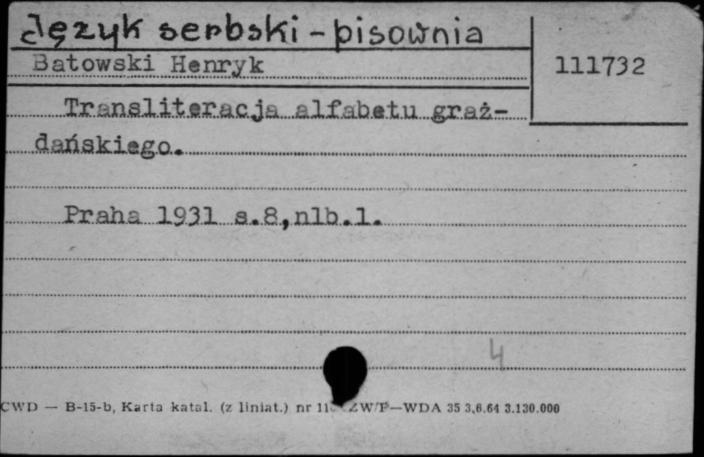 Język serbski - pisownia
Batowski Henryk
111732
Transliteracja alfabetu graż-
dańskiego.
Praha 1931 s.8,nlb.1.
4
CWD — B-15-b, Karta katal. (z liniat.) nr ZW/P—WDA 35 3.6.64 3.130.000